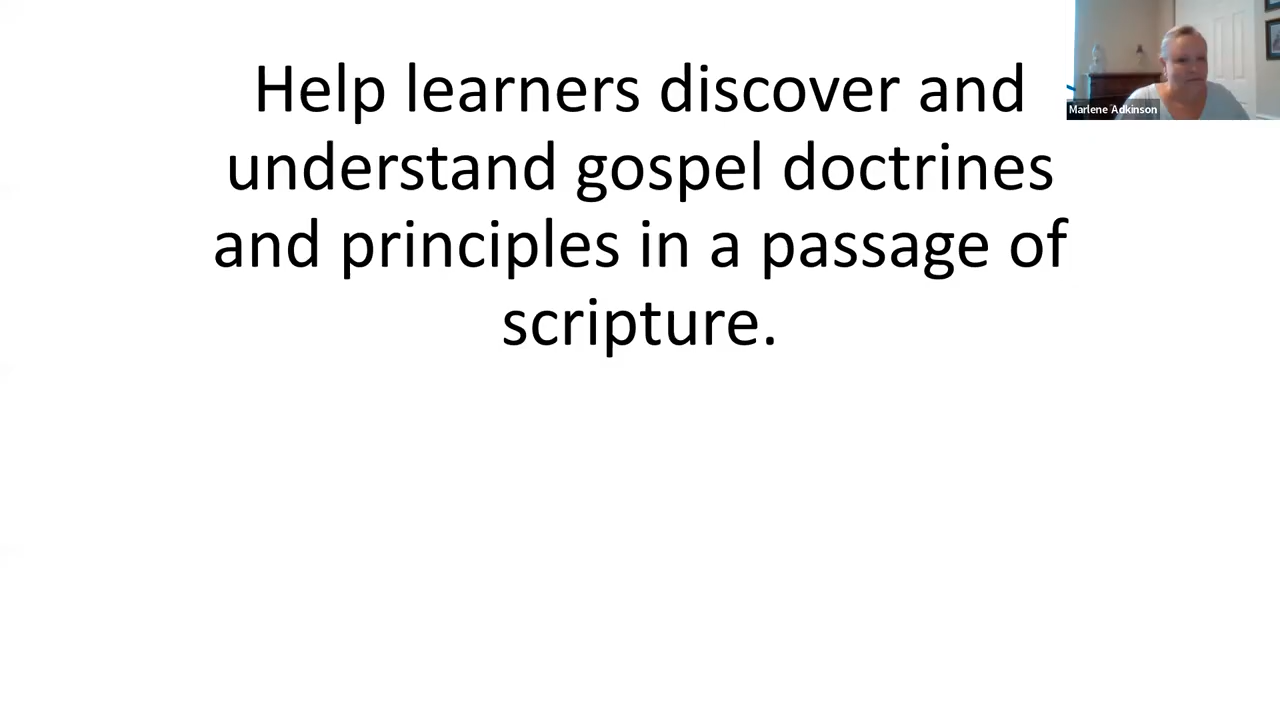 Help learners discover and
understand gospel doctrines
and principles in a passage of
scripture.
Marlene Adkinson